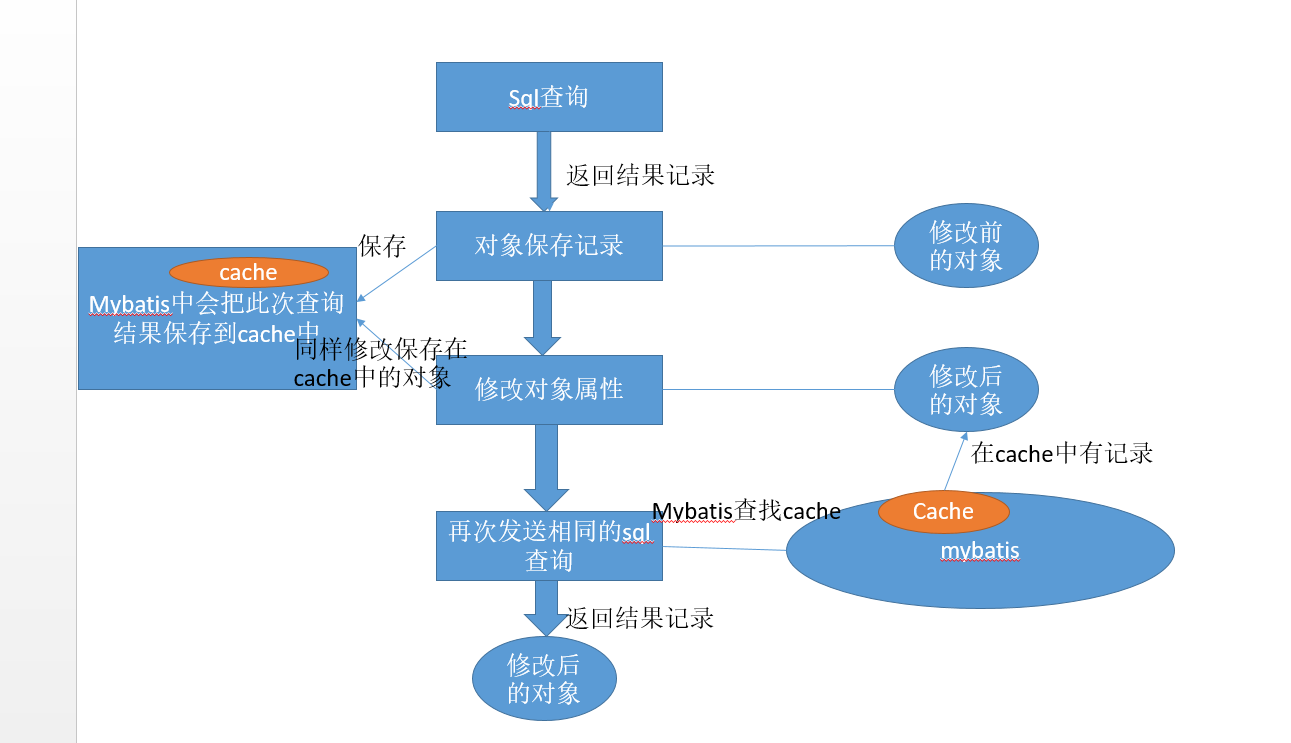 Sql查询
返回结果记录
对象保存记录
修改前
的对象
保存
cache
Mybatis中会把此次查询
结果保存到cache中
同样修改保存在
cache中的对象
修改对象属性
修改后
的对象
在cache中有记录
Mybatis查找cache
Cache
mybatis
再次发送相同的sql
查询
返回结果记录
修改后
的对象